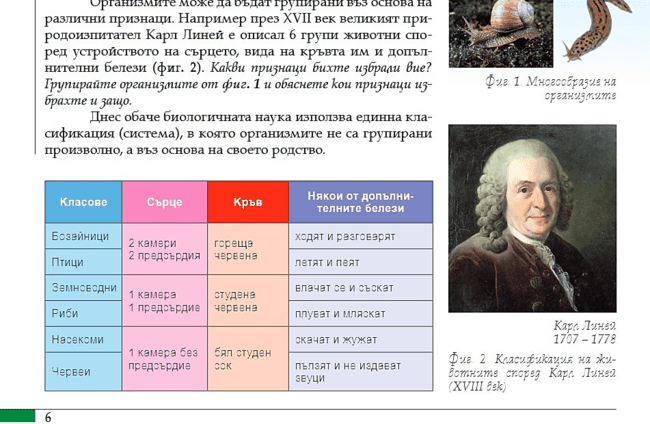 Организмите може да бъдат групирани въз основа на
различни признаци. Например през XVII век великият при-
родоизпитател Карл Линей е описал 6 групи животни спо-
ред устройството на сърцето, вида на кръвта им и допъл-
нителни белези (фиг. 2). Какви признаци бихте избрали вие?
Групирайте организмите от фиг. 1 и обяснете кои признаци из-
брахте и защо.
Днес обаче биологичната наука използва единна кла-
сификация (система), в която организмите не са групирани
произволно, а въз основа на своето родство.
Фиг. 1 Многообразие на
организмите
Класове Сърце Кръв Някои от допълни-
телните белези
Бозайници 2 камери
2 предсърдия гореща
червена ходят и разговарят
Птици летят и пеят
Земноводни 1 камера
1 предсърдие студена
червена влачат се и съскат
Риби плуват и мляскат
Насекоми 1 камера без
предсърдие бял студен
сок скачат и жужат
Червеи пълзят и не издават
звуци
Карл Линей
1707 – 1778
Фиг. 2. Класификация на жи-
вотните според Карл Линей
(XVIII век)
6